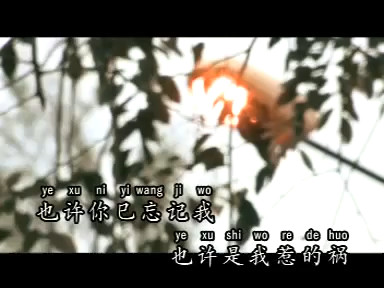 ye xu ni yi wang ji wo
也许你已忘记我
ye xu shi wo re de huo
也许是我惹的祸